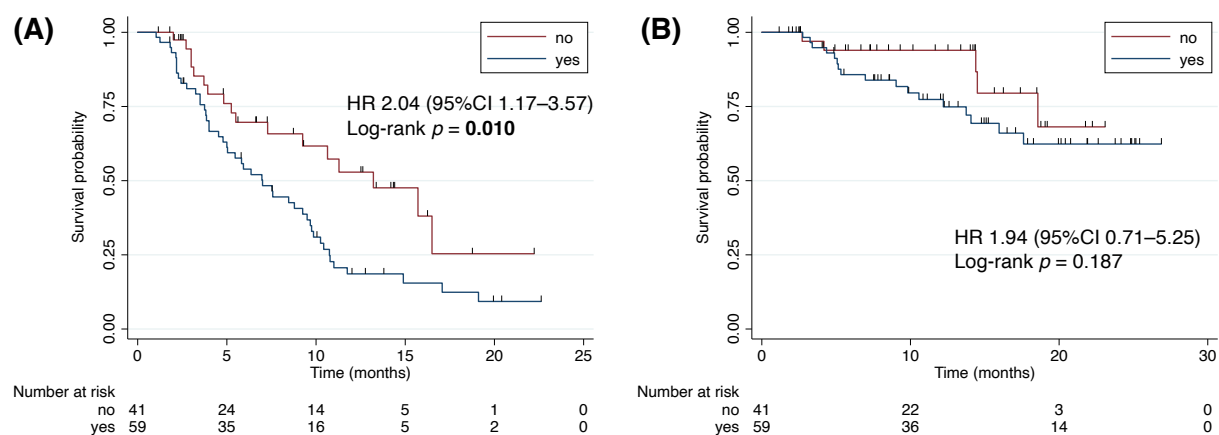 (A)
no
yes
HR 2.04 (95%CI 1.17–3.57)
Log-rank p = 0.010
Survival probability
1.00
0.75
0.50
0.25
0.00
0 5 10 15 20 25
Time (months)
Number at risk
no 41 24 14 5 1 0
yes 59 35 16 5 2 0
(B)
no
yes
HR 1.94 (95%CI 0.71–5.25)
Log-rank p = 0.187
Survival probability
1.00
0.75
0.50
0.25
0.00
0 10 20 30
Time (months)
Number at risk
no 41 22 3 0
yes 59 36 14 0